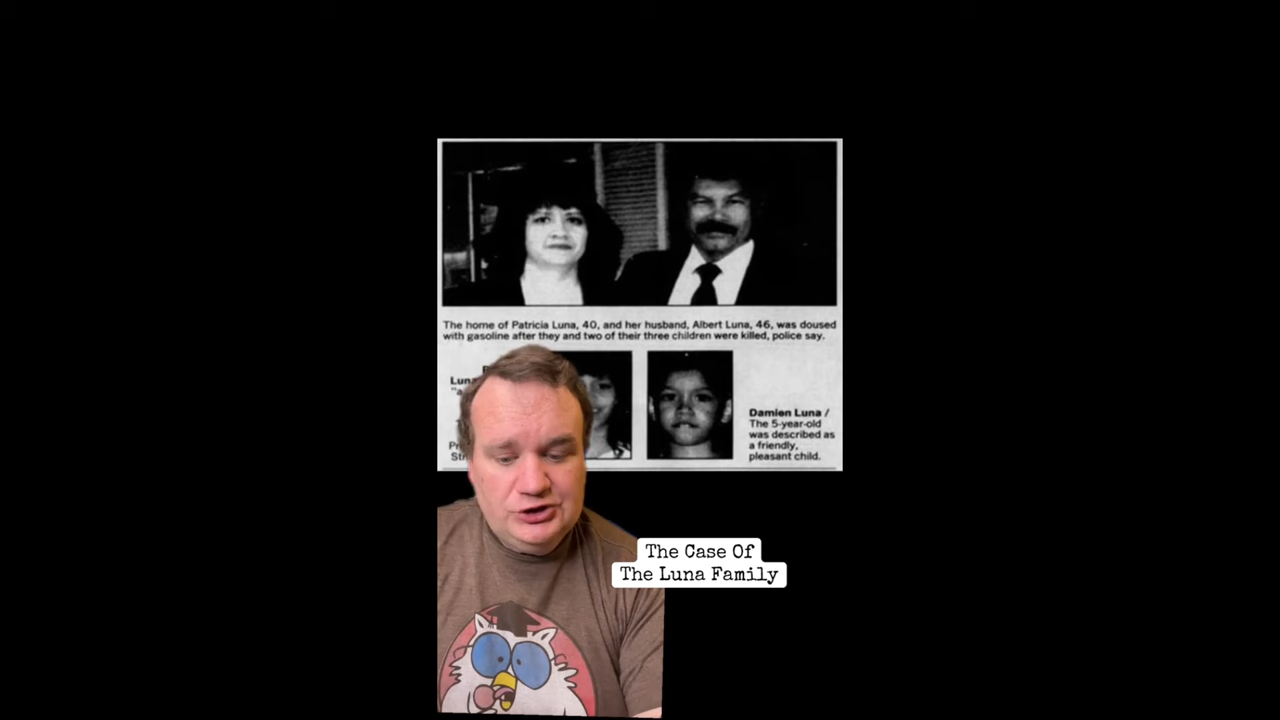 The home of Patricia Luna, 40, and her husband, Albert Luna, 46, was doused
with gasoline after they and two of their three children were killed, police say.
Luna
"a
Damien Luna /
The 5-year-old
was described as
a friendly,
pleasant child.
The Case Of
The Luna Family